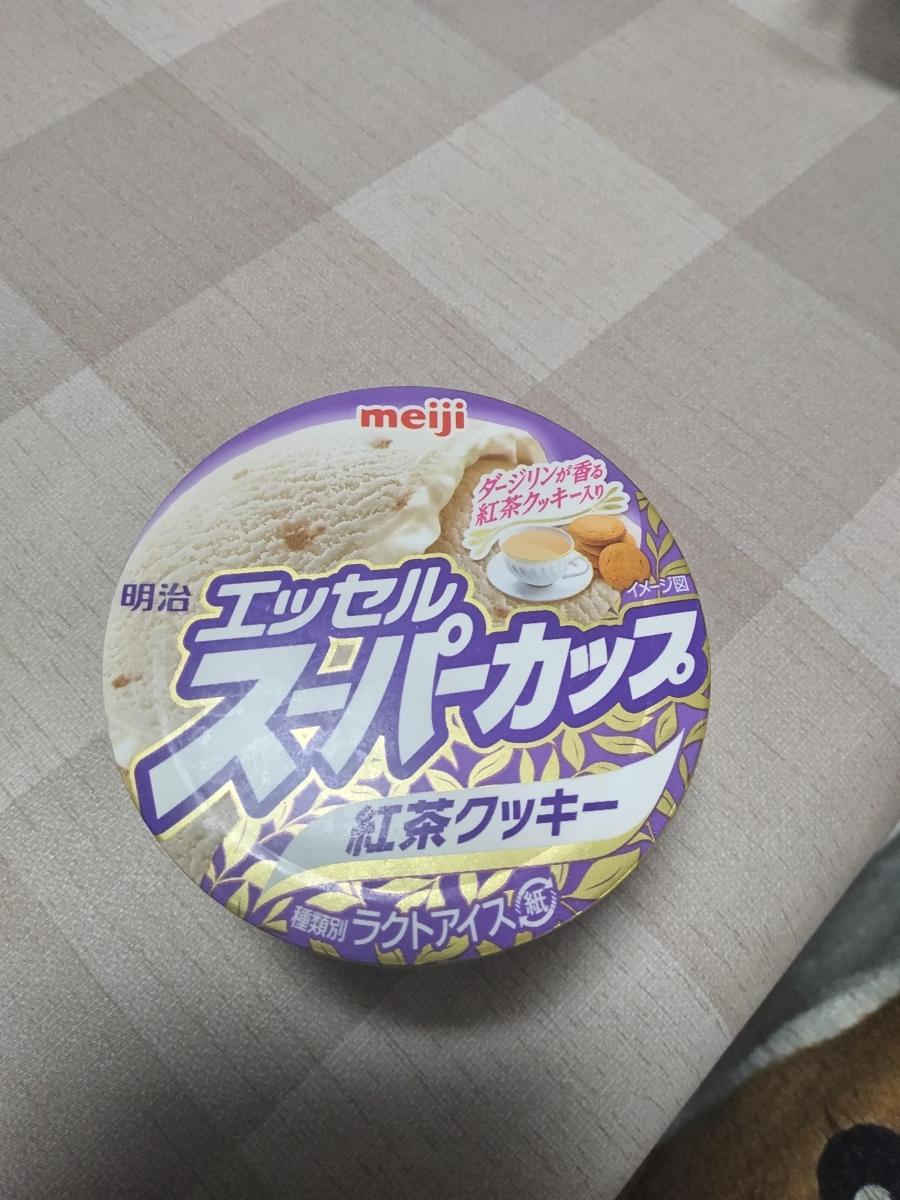 meiji
ダージリンが香る
紅茶クッキー入り
イメージ図
明治
エッセル
スーパーカップ
紅茶クッキー
種類別 ラクトアイス 紙